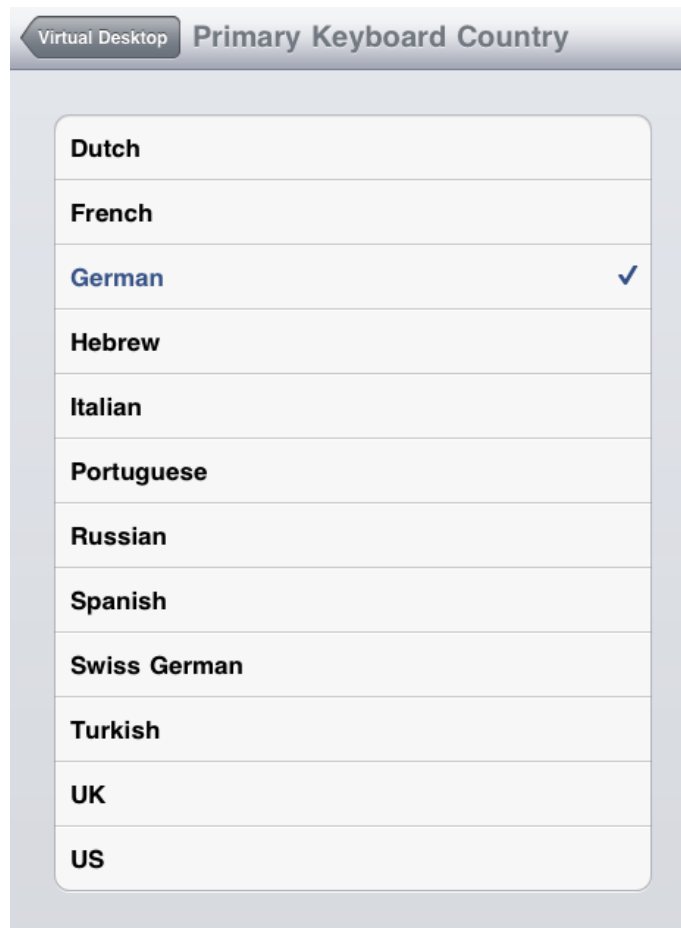 Virtual Desktop Primary Keyboard Country
Dutch
French
German
Hebrew
Italian
Portuguese
Russian
Spanish
Swiss German
Turkish
UK
US